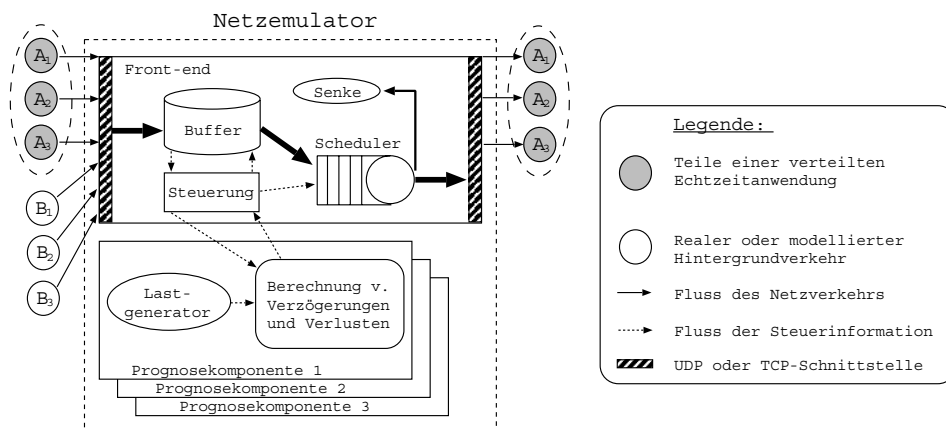 Netzemulator
A₁
A₂
A₃
B₁
B₂
B₃
Front-end
Buffer
Senke
Scheduler
Steuerung
A₁
A₂
A₃
Last-
generator
Berechnung v.
Verzögerungen
und Verlusten
Prognosekomponente 1
Prognosekomponente 2
Prognosekomponente 3
Legende:
Teile einer verteilten
Echtzeitanwendung
Realer oder modellierter
Hintergrundverkehr
Fluss des Netzverkehrs
Fluss der Steuerinformation
UDP oder TCP-Schnittstelle